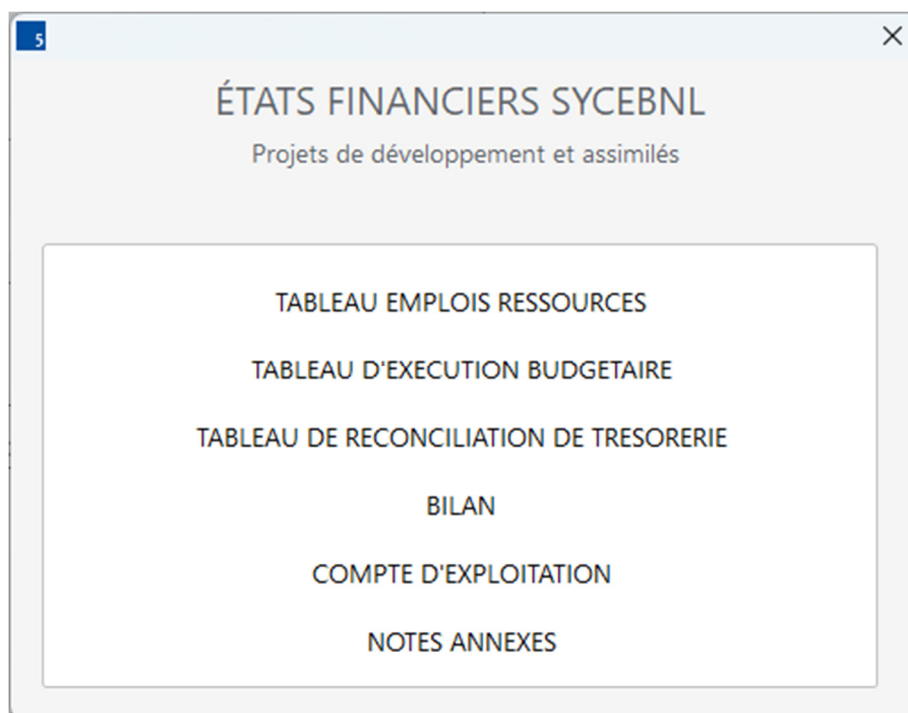 5
ÉTATS FINANCIERS SYCEBNL
Projets de développement et assimilés
TABLEAU EMPLOIS RESSOURCES
TABLEAU D'EXECUTION BUDGETAIRE
TABLEAU DE RECONCILIATION DE TRESORERIE
BILAN
COMPTE D'EXPLOITATION
NOTES ANNEXES